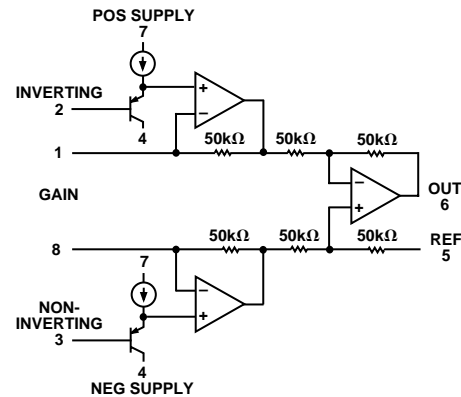 POS SUPPLY
7
INVERTING
2
+
−
4
1
50kΩ 50kΩ 50kΩ
GAIN
−
+
OUT
6
8
50kΩ 50kΩ 50kΩ
REF
5
7
NON-
INVERTING
3
−
+
4
NEG SUPPLY